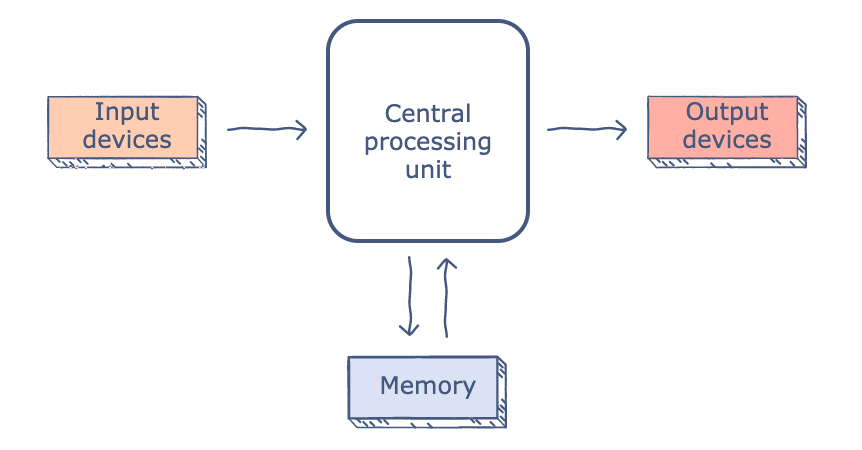 Input
devices
Central
processing
unit
Output
devices
Memory